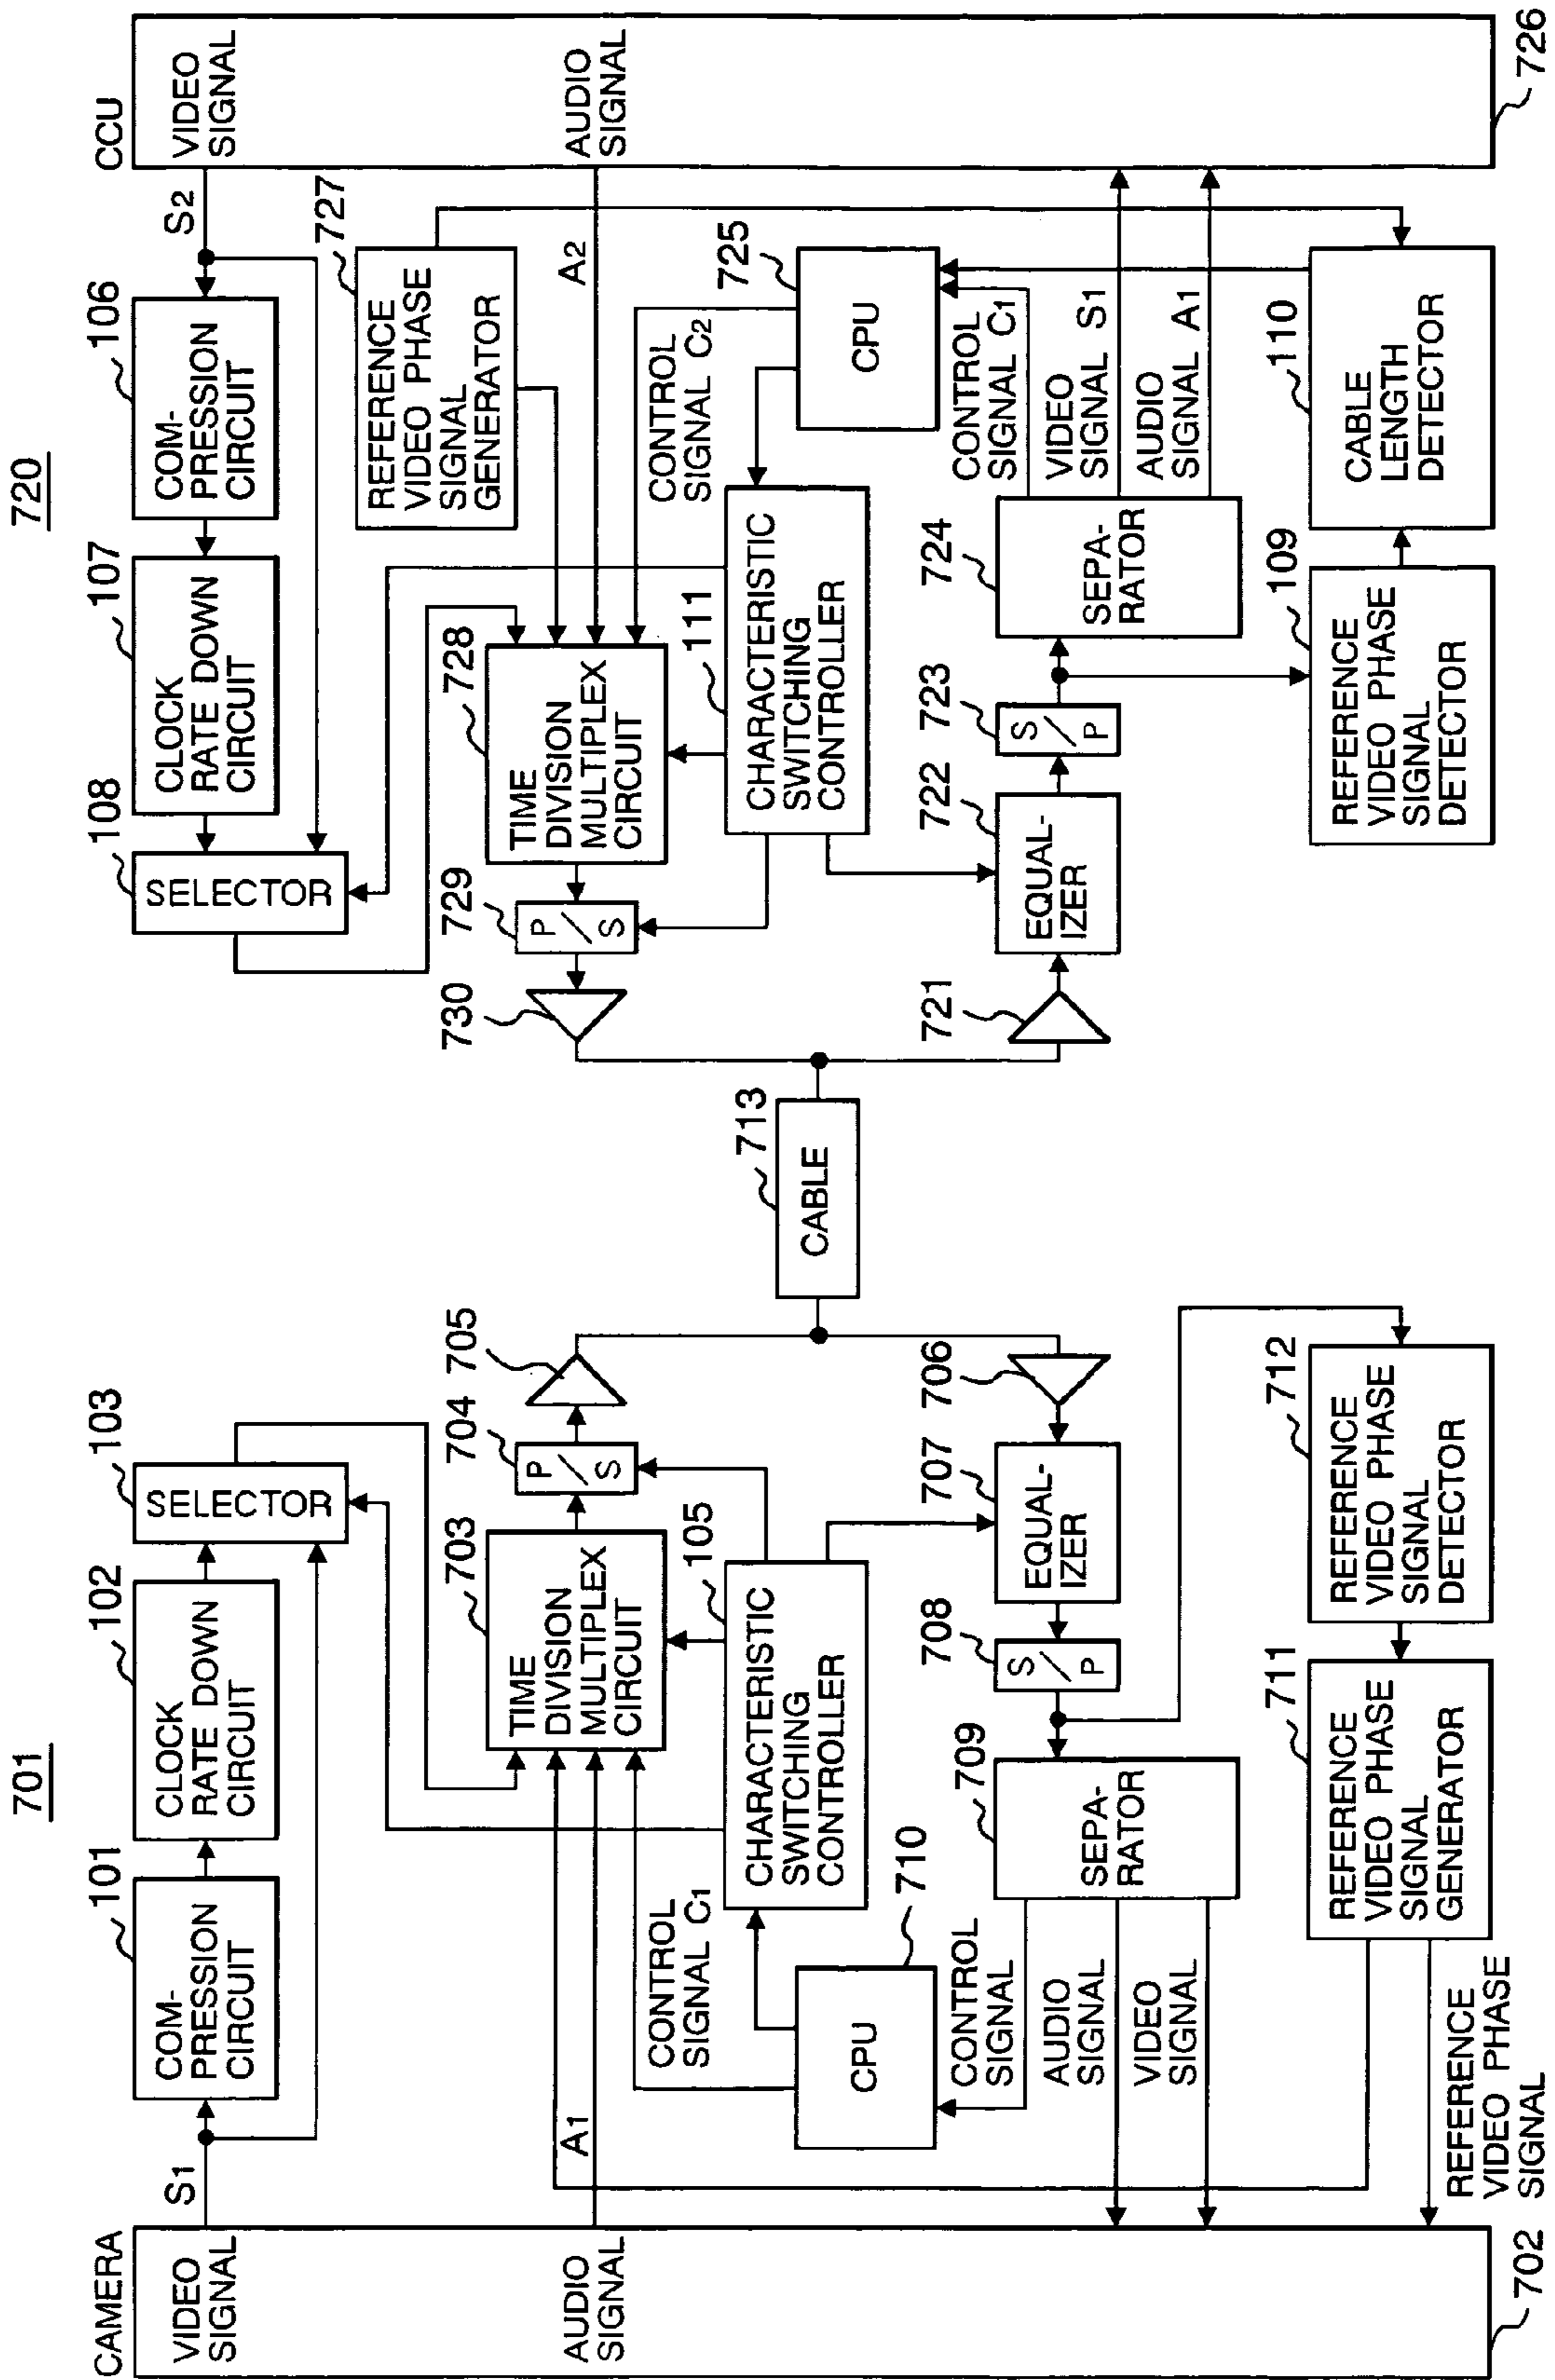 701
CAMERA
VIDEO
SIGNAL
S1
101
COM-
PRESSION
CIRCUIT
102
CLOCK
RATE DOWN
CIRCUIT
103
SELECTOR
AUDIO
SIGNAL
A1
CONTROL
SIGNAL C1
703
TIME
DIVISION
MULTIPLEX
CIRCUIT
704
P/S
705
105
CHARACTERISTIC
SWITCHING
CONTROLLER
710
CPU
CONTROL
SIGNAL
AUDIO
SIGNAL
VIDEO
SIGNAL
709
SEPA-
RATOR
708
S/P
707
EQUAL-
IZER
706
711
REFERENCE
VIDEO PHASE
SIGNAL
GENERATOR
712
REFERENCE
VIDEO PHASE
SIGNAL
DETECTOR
REFERENCE
VIDEO PHASE
SIGNAL
702
713
CABLE
720
CCU
VIDEO
SIGNAL
S2
106
COM-
PRESSION
CIRCUIT
107
CLOCK
RATE DOWN
CIRCUIT
108
SELECTOR
727
REFERENCE
VIDEO PHASE
SIGNAL
GENERATOR
AUDIO
SIGNAL
A2
CONTROL
SIGNAL C2
728
TIME
DIVISION
MULTIPLEX
CIRCUIT
729
P/S
730
725
CPU
111
CHARACTERISTIC
SWITCHING
CONTROLLER
721
722
EQUAL-
IZER
723
S/P
724
SEPA-
RATOR
CONTROL
SIGNAL C1
VIDEO
SIGNAL S1
AUDIO
SIGNAL A1
109
REFERENCE
VIDEO PHASE
SIGNAL
DETECTOR
110
CABLE
LENGTH
DETECTOR
726